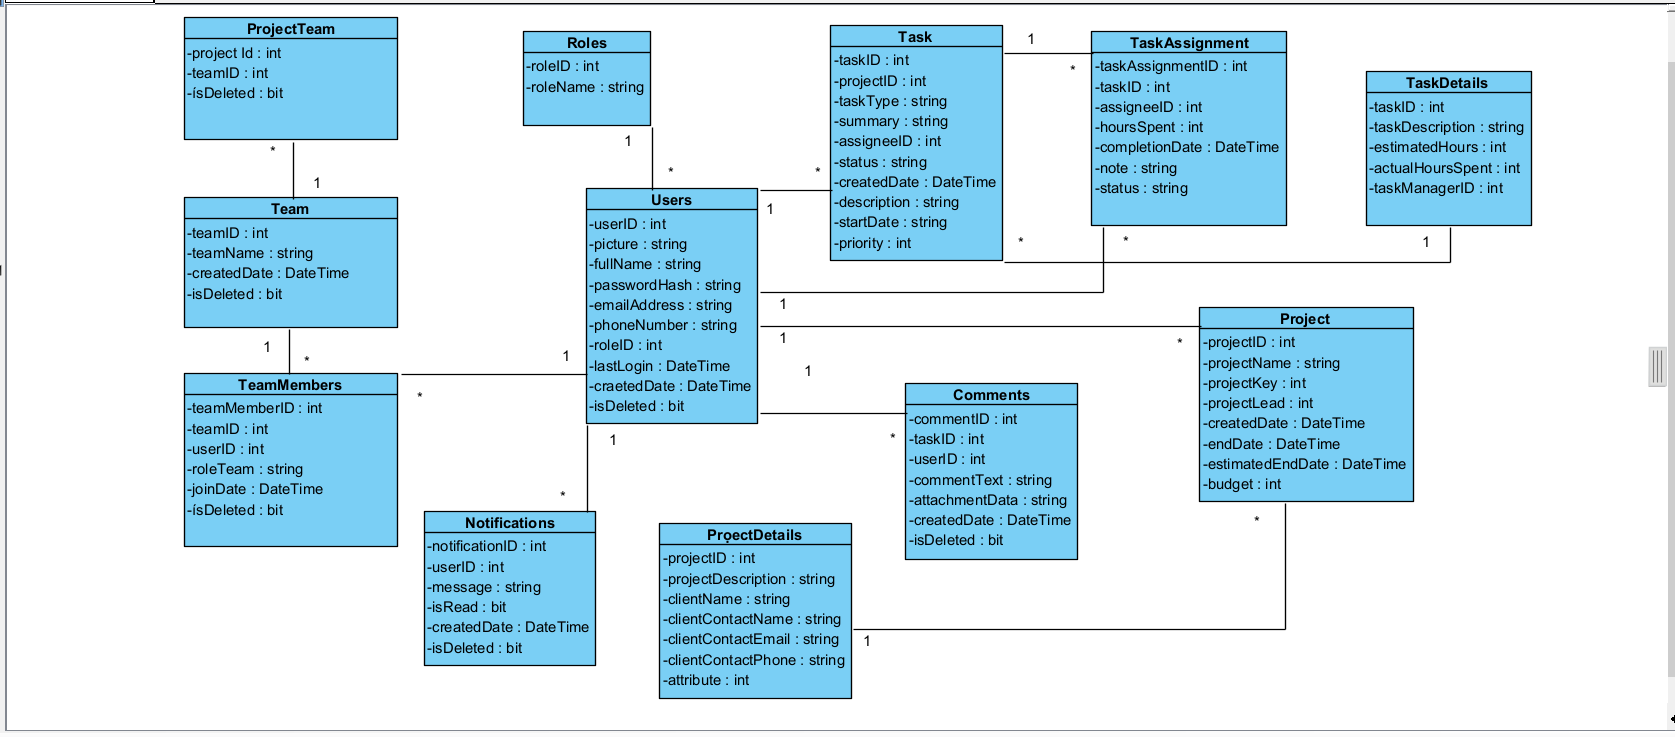 ProjectTeam
-project Id : int
-teamID : int
-ísDeleted : bit
*
1
Team
-teamID : int
-teamName : string
-createdDate : DateTime
-isDeleted : bit
1
*
TeamMembers
-teamMemberID : int
-teamID : int
-userID : int
-roleTeam : string
-joinDate : DateTime
-ísDeleted : bit
*
1
Roles
-roleID : int
-roleName : string
1
*
Users
-userID : int
-picture : string
-fullName : string
-passwordHash : string
-emailAddress : string
-phoneNumber : string
-roleID : int
-lastLogin : DateTime
-craetedDate : DateTime
-isDeleted : bit
1
*
Notifications
-notificationID : int
-userID : int
-message : string
-isRead : bit
-createdDate : DateTime
-isDeleted : bit
*
1
Task
-taskID : int
-projectID : int
-taskType : string
-summary : string
-assigneeID : int
-status : string
-createdDate : DateTime
-description : string
-startDate : string
-priority : int
1
*
TaskAssignment
-taskAssignmentID : int
-taskID : int
-assigneeID : int
-hoursSpent : int
-completionDate : DateTime
-note : string
-status : string
*
*
1
TaskDetails
-taskID : int
-taskDescription : string
-estimatedHours : int
-actualHoursSpent : int
-taskManagerID : int
1
1
*
Project
-projectID : int
-projectName : string
-projectKey : int
-projectLead : int
-createdDate : DateTime
-endDate : DateTime
-estimatedEndDate : DateTime
-budget : int
*
1
*
Comments
-commentID : int
-taskID : int
-userID : int
-commentText : string
-attachmentData : string
-createdDate : DateTime
-isDeleted : bit
ProẹctDetails
-projectID : int
-projectDescription : string
-clientName : string
-clientContactName : string
-clientContactEmail : string
-clientContactPhone : string
-attribute : int
1